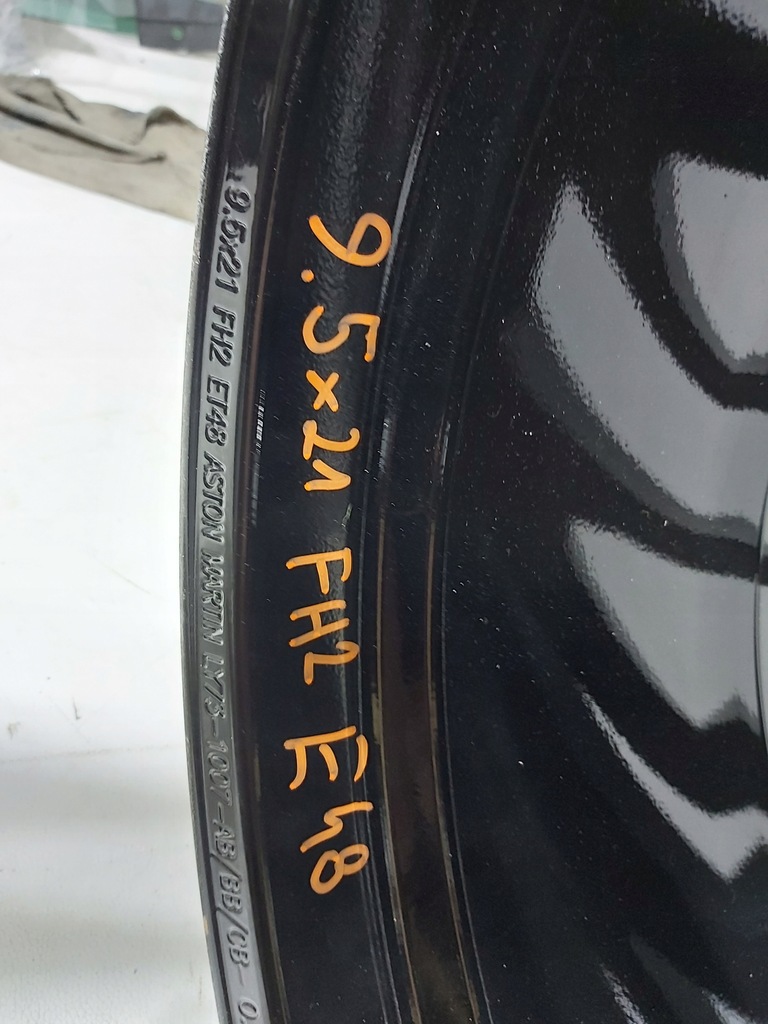 9.5x21 FH2 E48
9.5x21 FH2 ET48 ASTON MARTIN LY73-1007-AB/BB/CB-